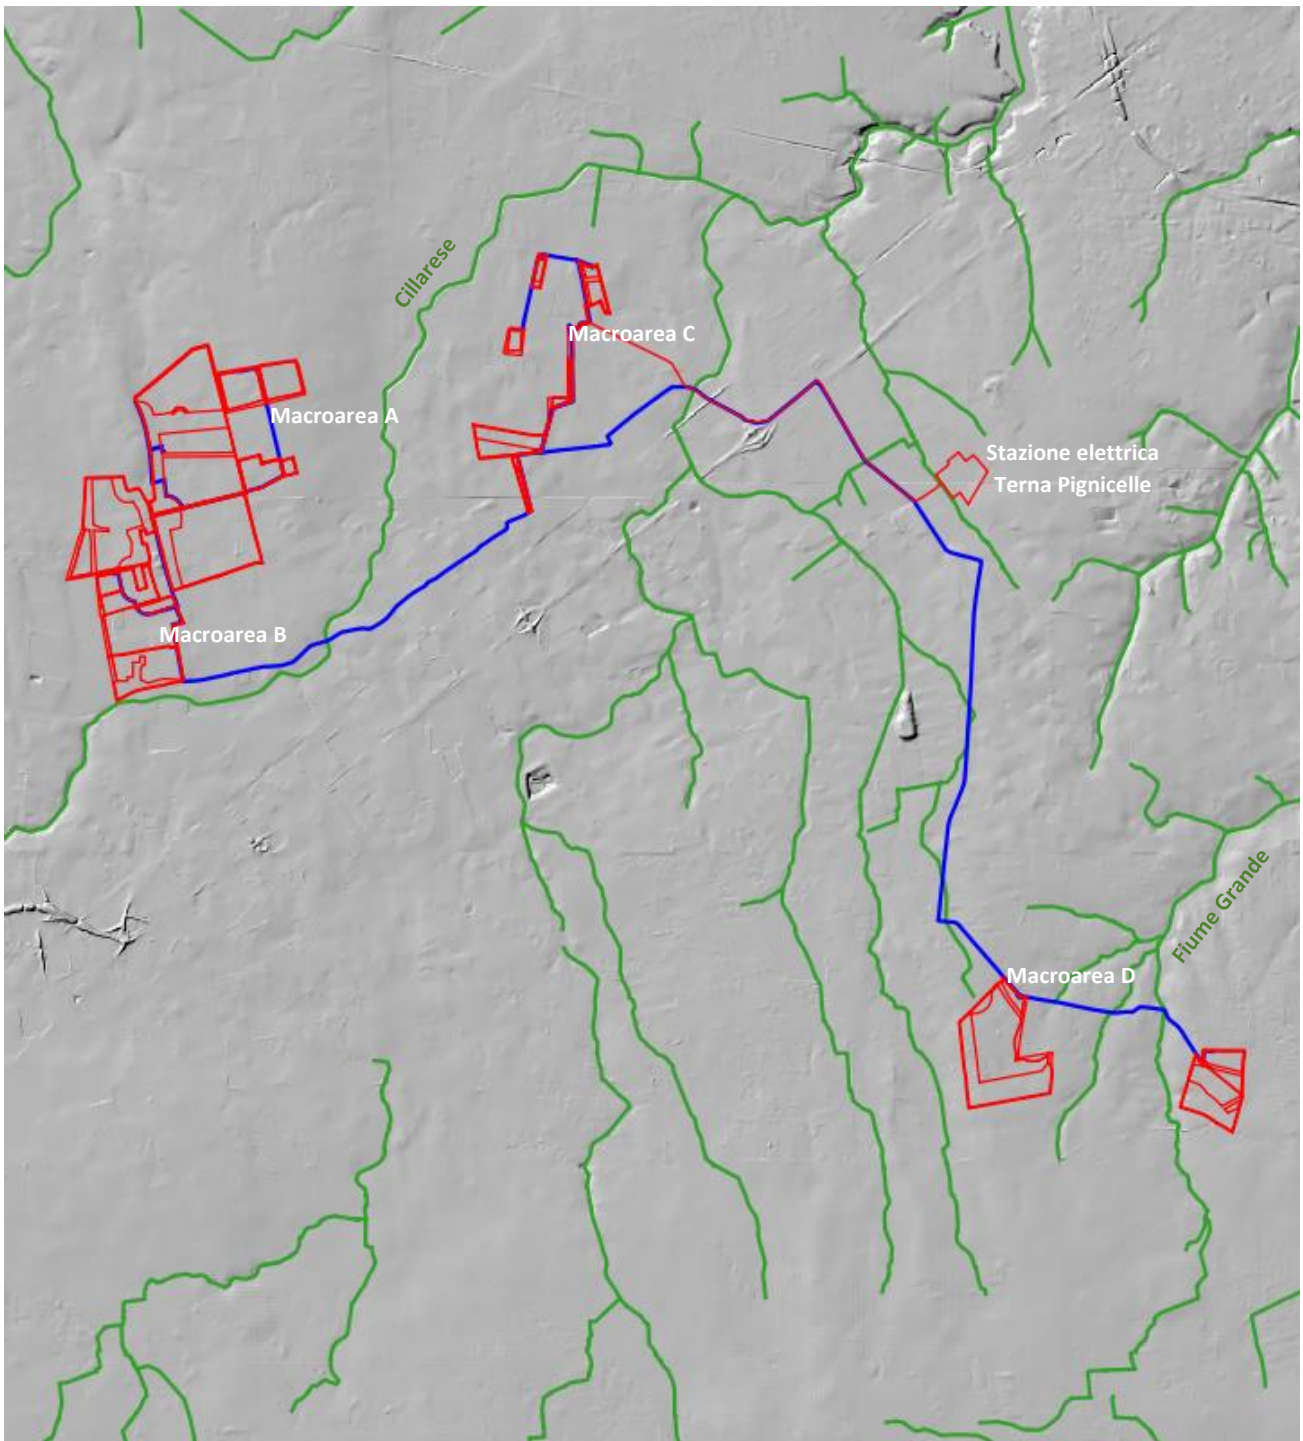 Cillarese
Macroarea C
Macroarea A
Stazione elettrica
Terna Pignicelle
Macroarea B
Fiume Grande
Macroarea D